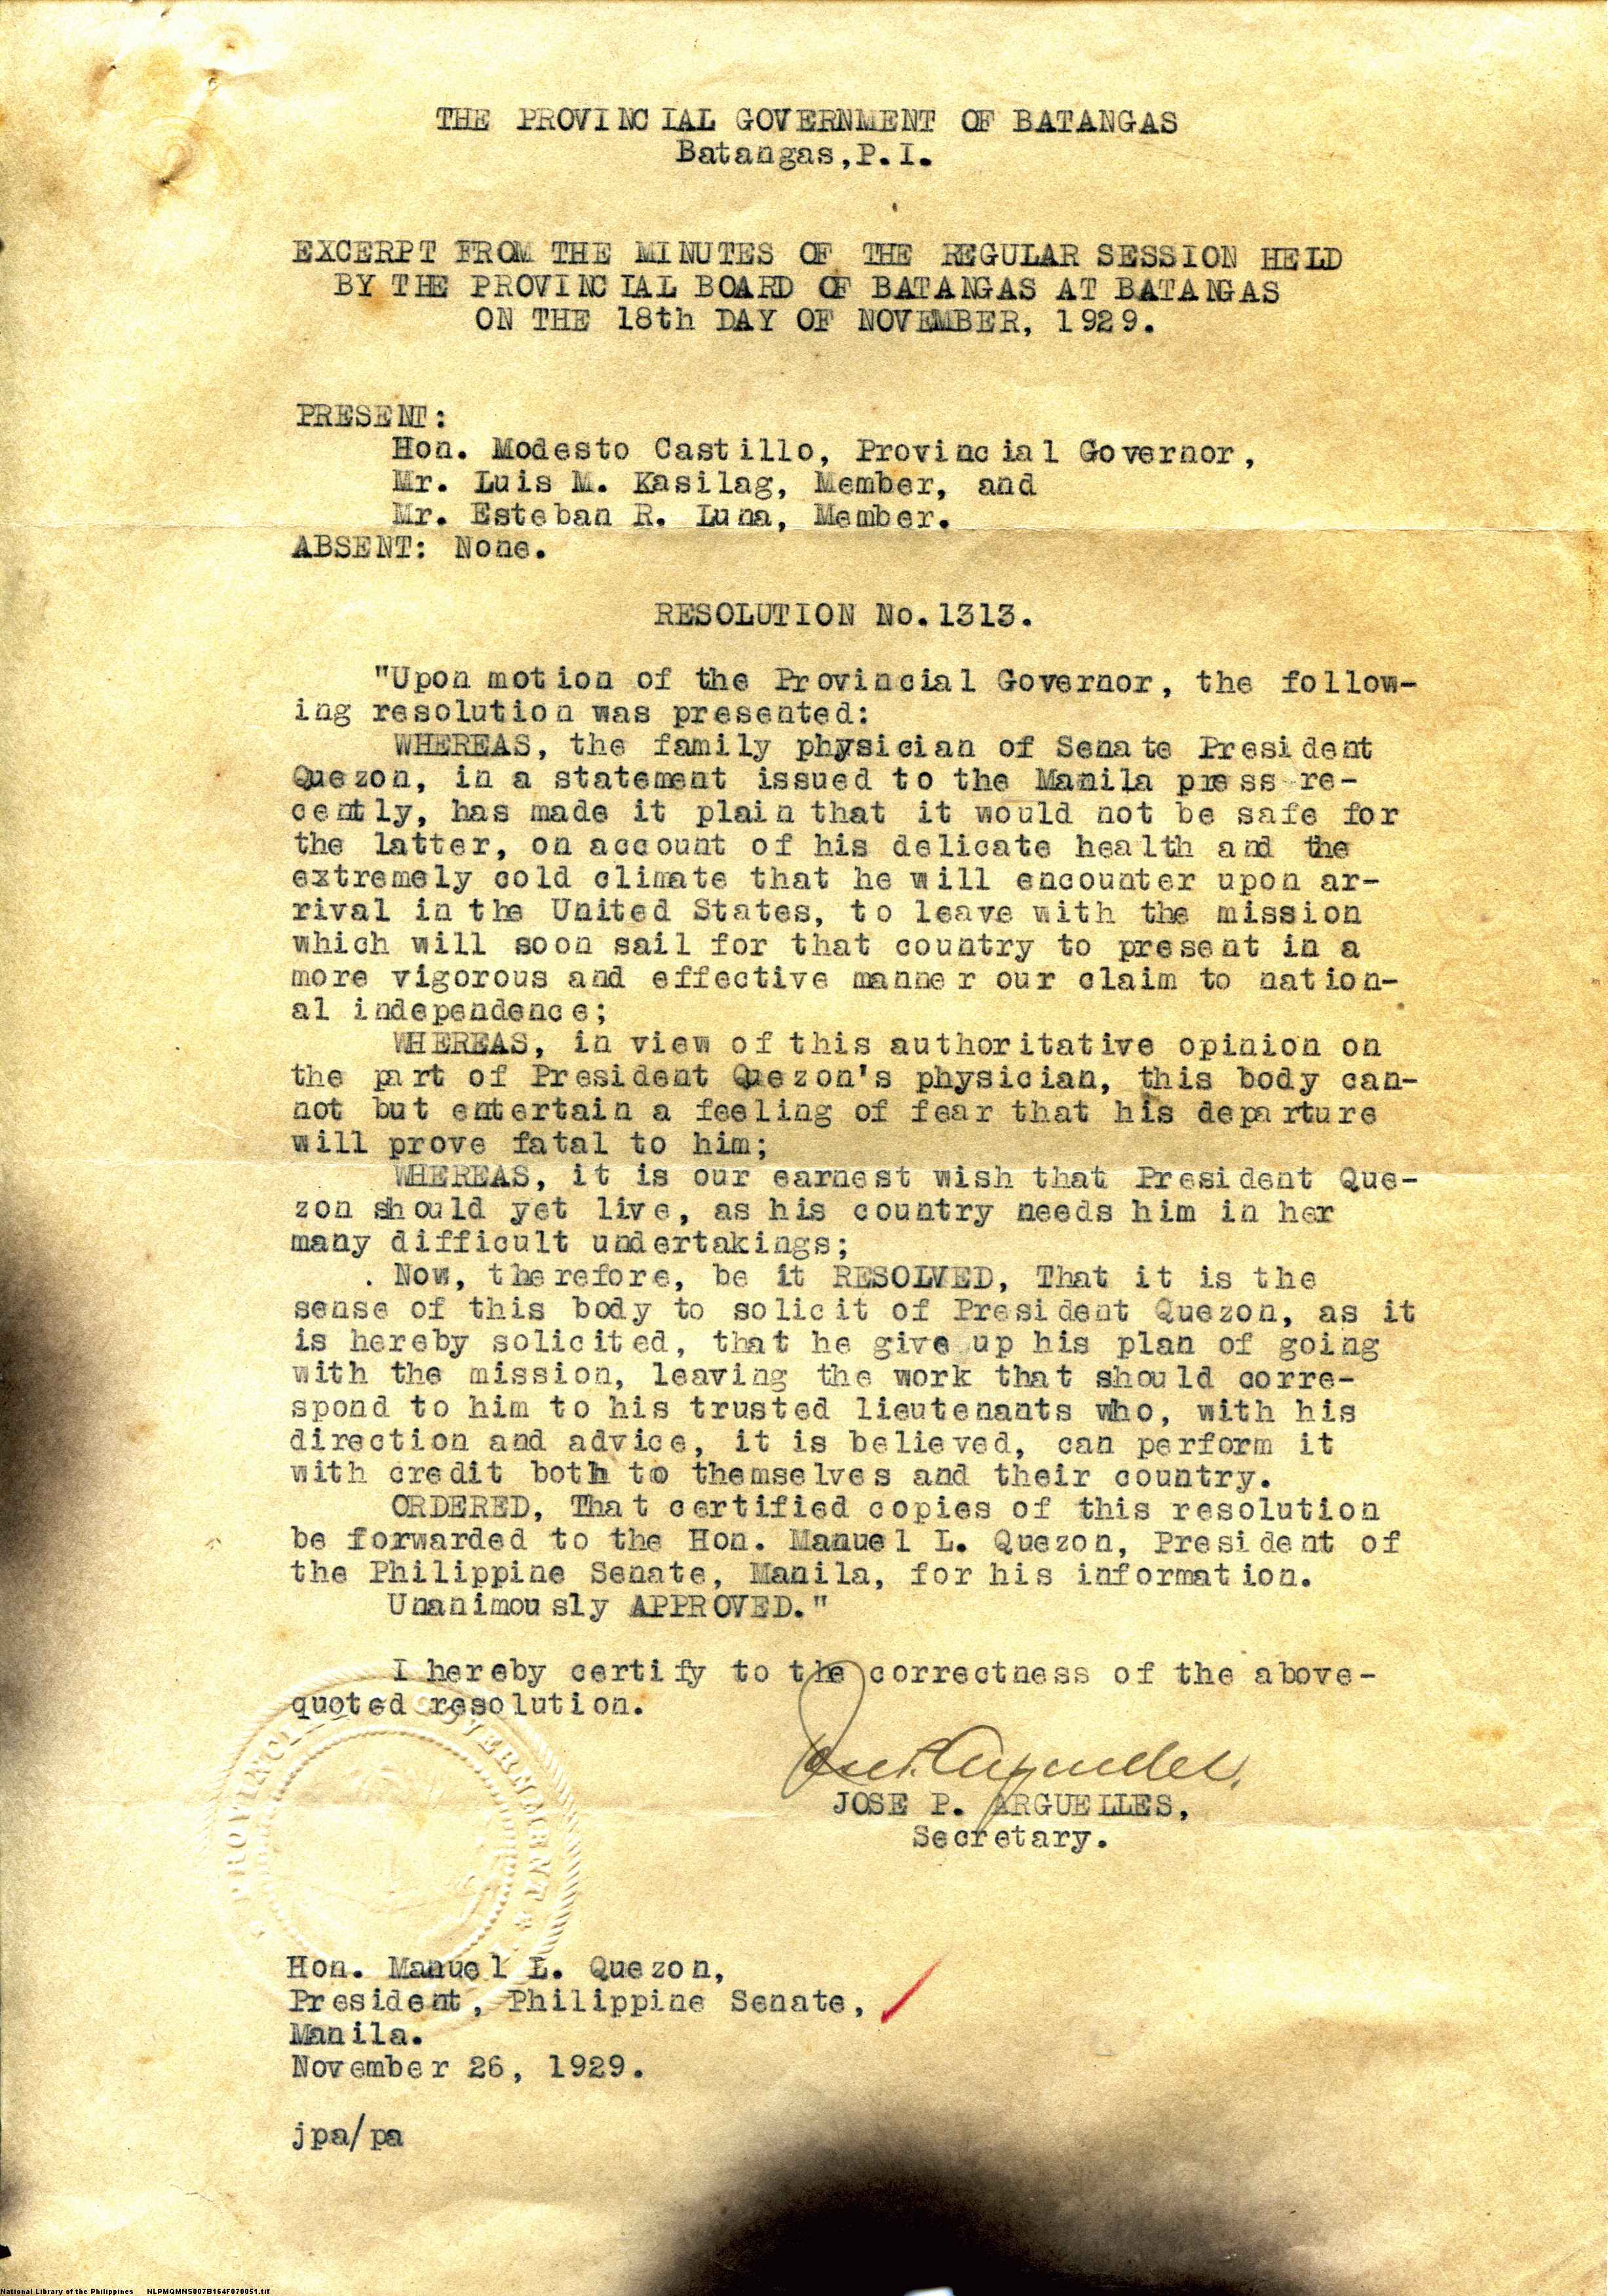 THE PROVINCIAL GOVERNMENT OF BATANGAS
Batangas,P.I.
EXCERPT FROM THE MINUTES OF THE REGULAR SESSION HELD
BY THE PROVINCIAL BOARD OF BATANGAS AT BATANGAS
ON THE 18th DAY OF NOVEMBER, 1929.
PRESENT:
Hon. Modesto Castillo, Provincial Governor,
Mr. Luis M. Kasilag, Member, and
Mr. Esteban R. Luna, Member.
ABSENT: None.
RESOLUTION No.1313.
"Upon motion of the Provincial Governor, the follow-
ing resolution was presented:
WHEREAS, the family physician of Senate President
Quezon, in a statement issued to the Manila press re-
cently, has made it plain that it would not be safe for
the latter, on account of his delicate health and the
extremely cold climate that he will encounter upon ar-
rival in the United States, to leave with the mission
which will soon sail for that country to present in a
more vigorous and effective manner our claim to nation-
al independence;
WHEREAS, in view of this authoritative opinion on
the part of President Quezon's physician, this body can-
not but entertain a feeling of fear that his departure
will prove fatal to him;
WHEREAS, it is our earnest wish that President Que-
zon should yet live, as his country needs him in her
many difficult undertakings;
. Now, therefore, be it RESOLVED, That it is the
sense of this body to solicit of President Quezon, as it
is hereby solicited, that he give up his plan of going
with the mission, leaving the work that should corre-
spond to him to his trusted lieutenants who, with his
direction and advice, it is believed, can perform it
with credit both to themselves and their country.
ORDERED, That certified copies of this resolution
be forwarded to the Hon. Manuel L. Quezon, President of
the Philippine Senate, Manila, for his information.
Unanimously APPROVED."
I hereby certify to the correctness of the above-
quoted resolution.
JOSE P. ARGUELLES,
Secretary.
Hon. Manuel L. Quezon,
President, Philippine Senate,
Manila.
November 26, 1929.
jpa/pa
National Library of the Philippines NLPMQMNS007B164F070051.tif